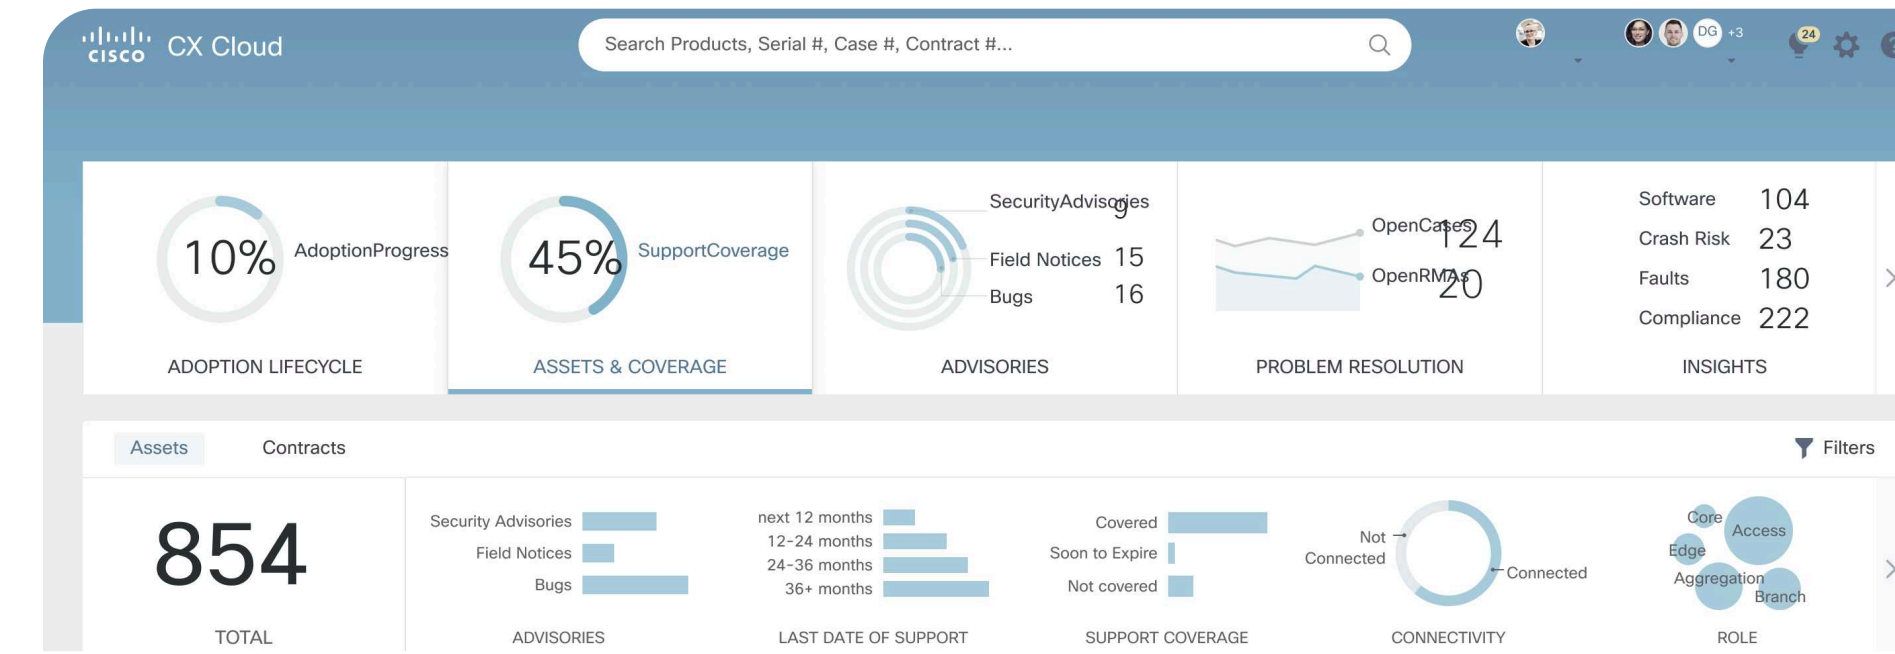 cisco CX Cloud
Search Products, Serial #, Case #, Contract #...
DG +3
24
?
10% AdoptionProgress
ADOPTION LIFECYCLE
45% SupportCoverage
ASSETS & COVERAGE
SecurityAdvisories 9
Field Notices 15
Bugs 16
ADVISORIES
OpenCases 124
OpenRMAs 20
PROBLEM RESOLUTION
Software 104
Crash Risk 23
Faults 180
Compliance 222
INSIGHTS
Assets Contracts Filters
854
TOTAL
Security Advisories
Field Notices
Bugs
ADVISORIES
next 12 months
12-24 months
24-36 months
36+ months
LAST DATE OF SUPPORT
Covered
Soon to Expire
Not covered
SUPPORT COVERAGE
Not
Connected
Connected
CONNECTIVITY
Core
Access
Edge
Aggregation
Branch
ROLE